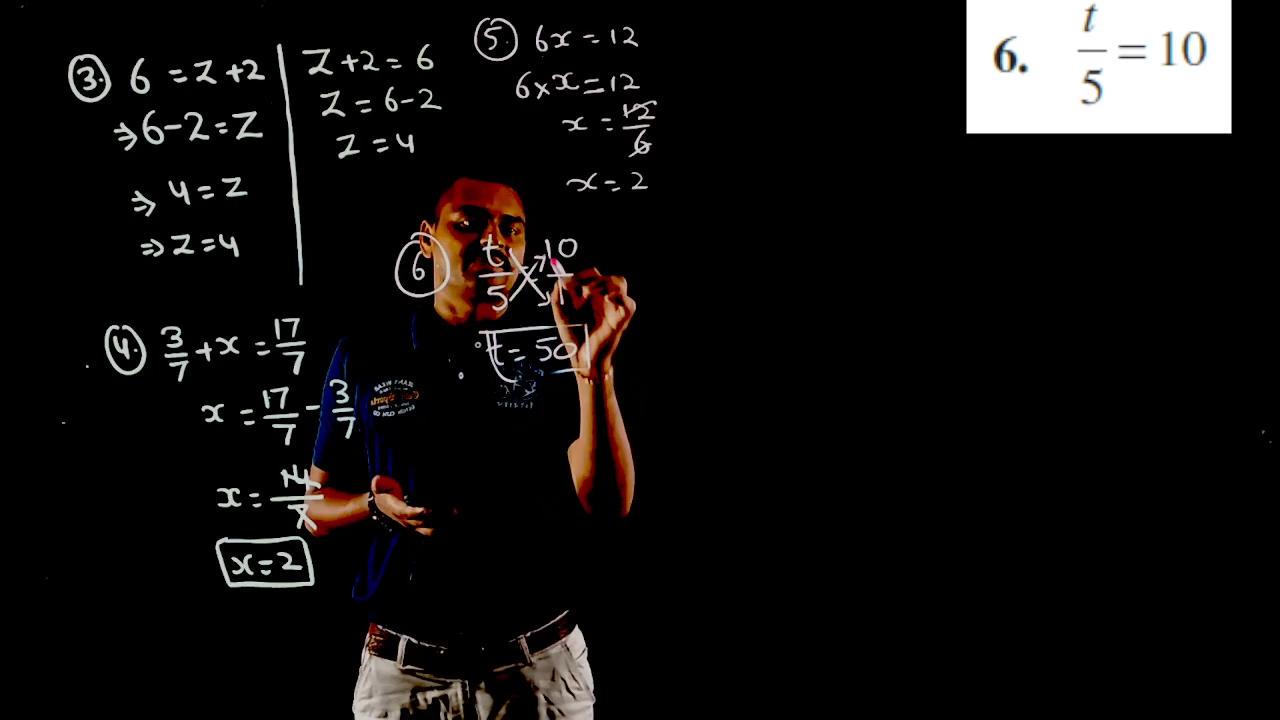 3. 6 = z + 2
⇒ 6 - 2 = z
⇒ 4 = z
⇒ z = 4
z + 2 = 6
z = 6 - 2
z = 4
4. 3/7 + x = 17/7
x = 17/7 - 3/7
x = 14/7
x = 2
5. 6x = 12
6 × x = 12
x = 12/6
x = 2
6 t/5 = 10/1
t = 50
6. t/5 = 10